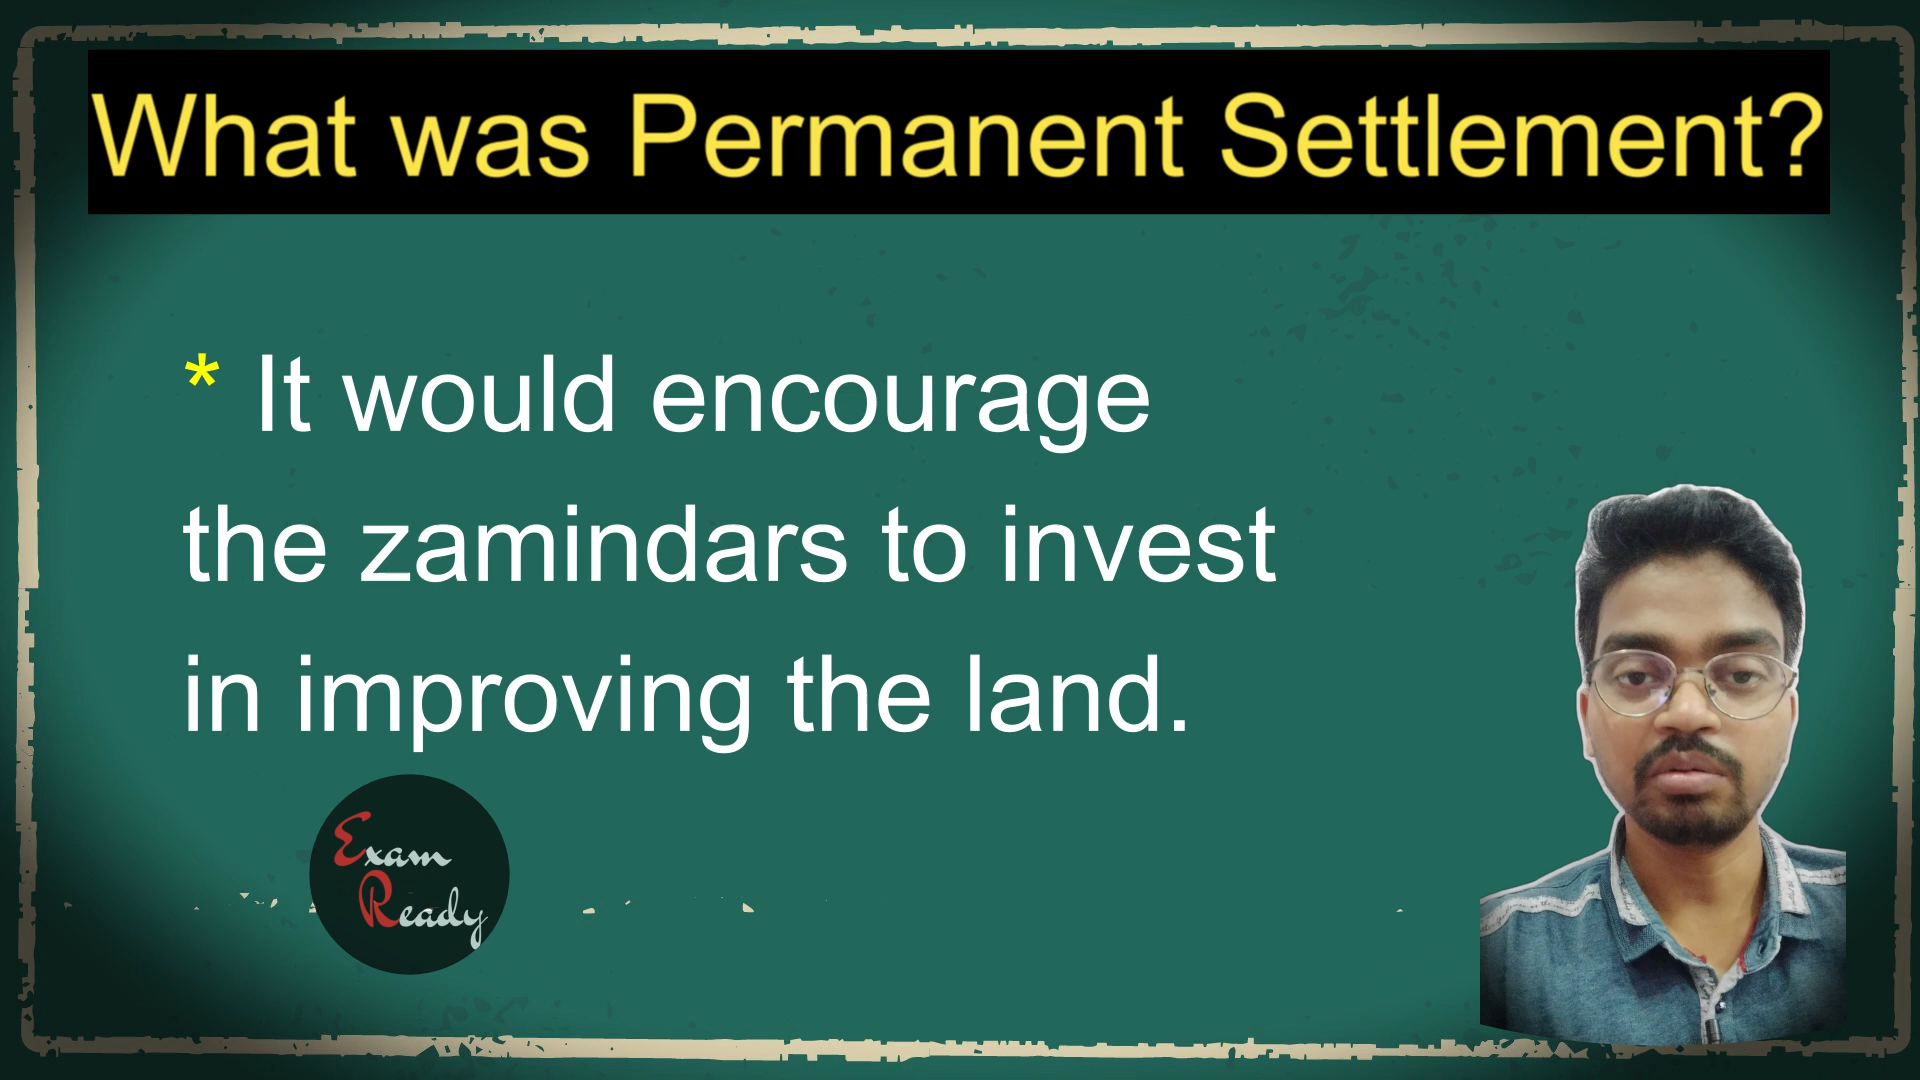 What was Permanent Settlement?
* It would encourage
the zamindars to invest
in improving the land.
Exam
Ready